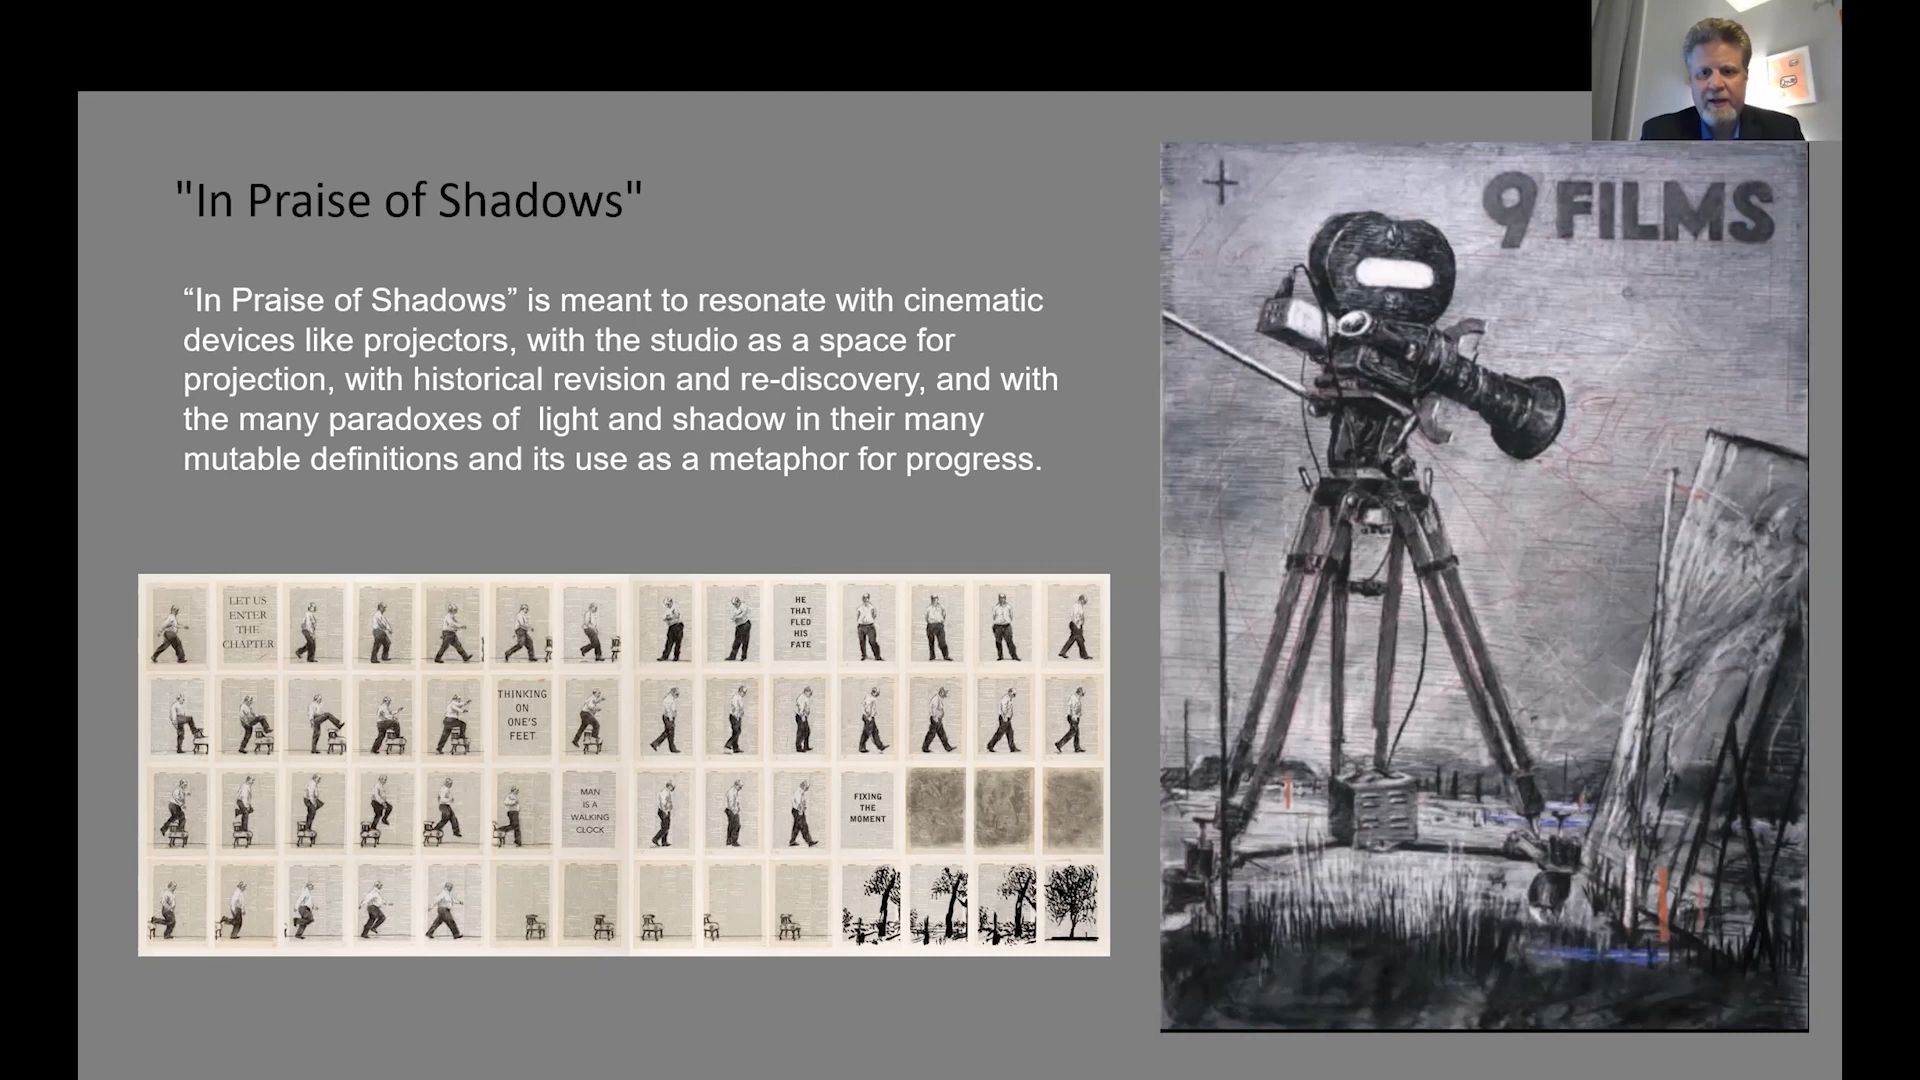 "In Praise of Shadows"
“In Praise of Shadows” is meant to resonate with cinematic
devices like projectors, with the studio as a space for
projection, with historical revision and re-discovery, and with
the many paradoxes of  light and shadow in their many
mutable definitions and its use as a metaphor for progress.
9 FILMS
LET US
ENTER
THE
CHAPTER
HE
THAT
FLED
HIS
FATE
THINKING
ON
ONE'S
FEET
MAN
IS A
WALKING
CLOCK
FIXING
THE
MOMENT